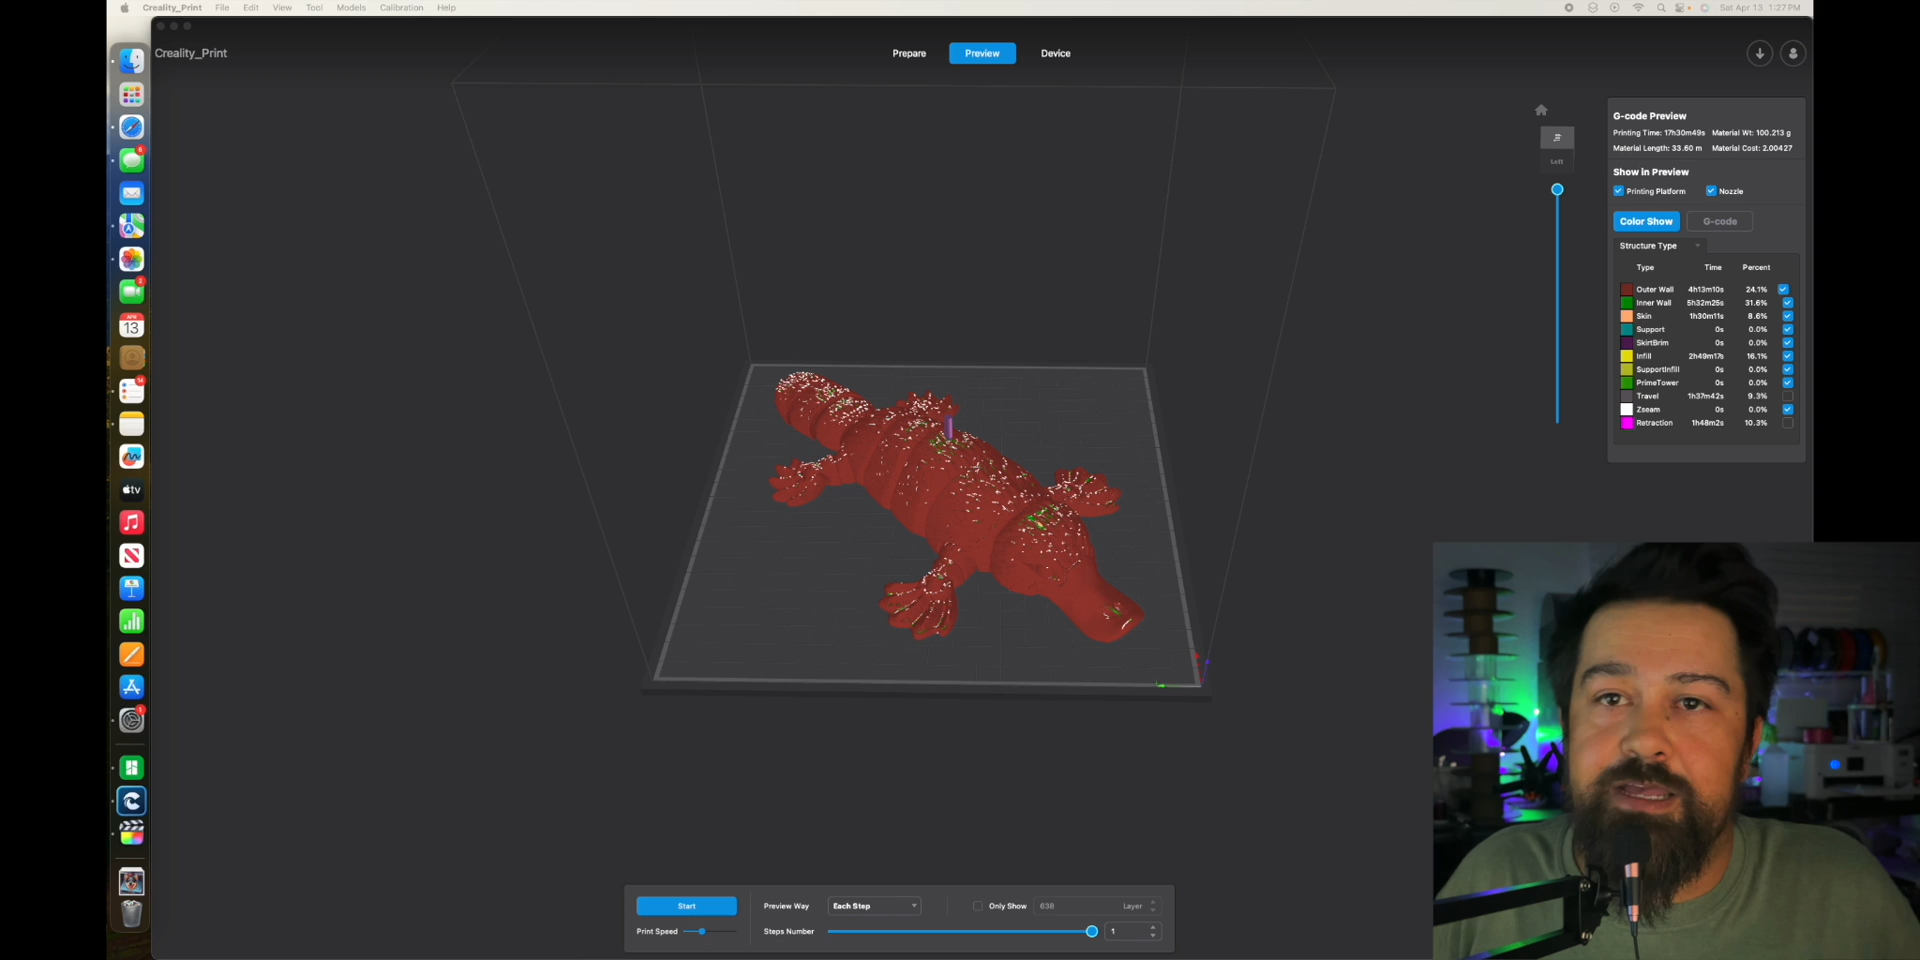 Creality_Print File Edit View Tool Models Calibration Help
Sat Apr 13 1:27 PM
Creality_Print
Prepare
Preview
Device
Left
G-code Preview
Printing Time: 17h30m49s Material Wt: 100.213 g
Material Length: 33.60 m Material Cost: 2.00427
Show in Preview
Printing Platform Nozzle
Color Show G-code
Structure Type
Type Time Percent
Outer Wall 4h13m10s 24.1%
Inner Wall 5h32m25s 31.6%
Skin 1h30m11s 8.6%
Support 0s 0.0%
SkirtBrim 0s 0.0%
Infill 2h49m17s 16.1%
SupportInfill 0s 0.0%
PrimeTower 0s 0.0%
Travel 1h37m42s 9.3%
Zseam 0s 0.0%
Retraction 1h48m2s 10.3%
APR
13
tv
Start
Preview Way Each Step
Only Show 638 Layer
Print Speed
Steps Number 1